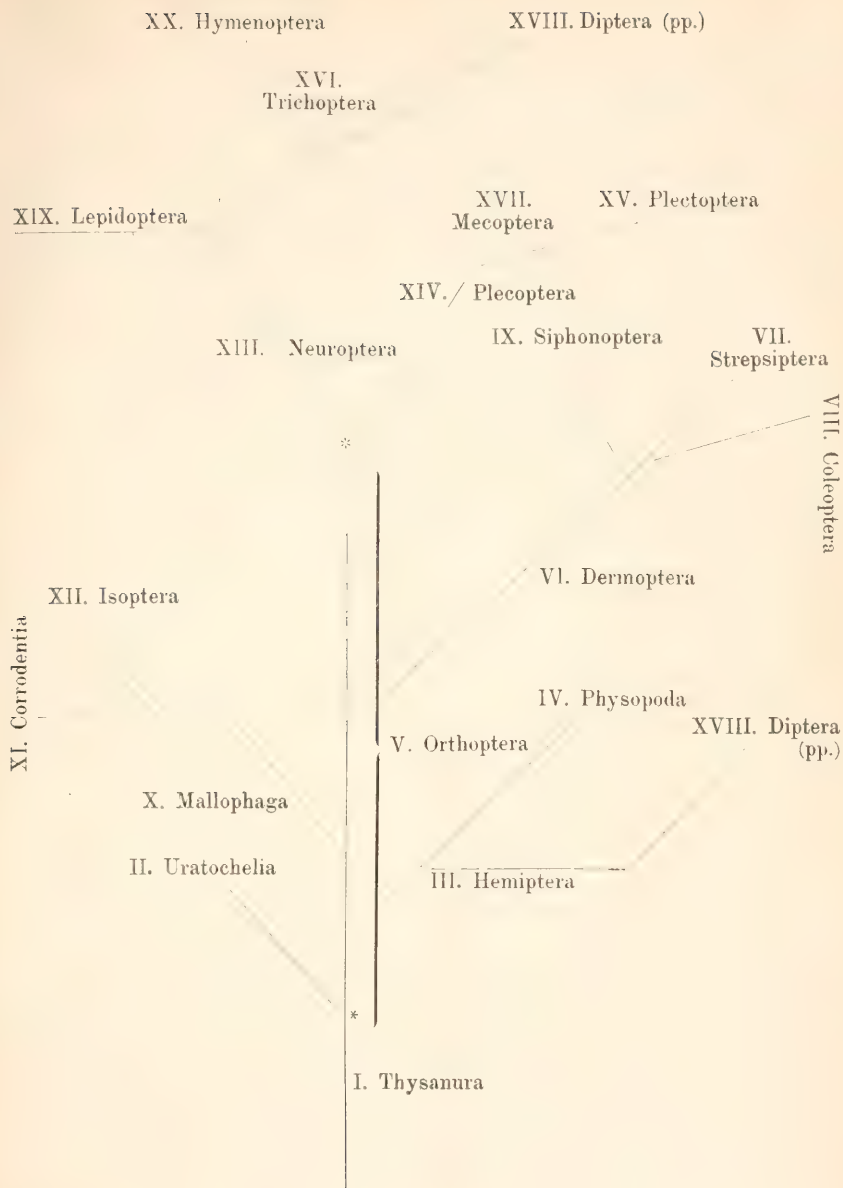 XX. Hymenoptera
XVIII. Diptera (pp.)
XVI.
Trichoptera
XIX. Lepidoptera
XVII.
Mecoptera
XV. Plectoptera
XIV./ Plecoptera
XIII. Neuroptera
IX. Siphonoptera
VII.
Strepsiptera
VIII. Coleoptera
*
VI. Dermoptera
XII. Isoptera
XI. Corrodentia
IV. Physopoda
XVIII. Diptera
(pp.)
V. Orthoptera
X. Mallophaga
II. Uratochelia
III. Hemiptera
*
I. Thysanura